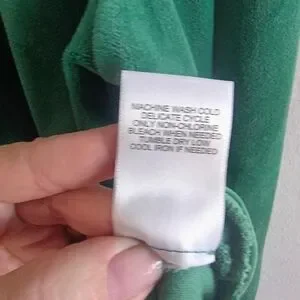 MACHINE WASH COLD
DELICATE CYCLE
ONLY NON-CHLORINE
BLEACH WHEN NEEDED
TUMBLE DRY LOW
COOL IRON IF NEEDED